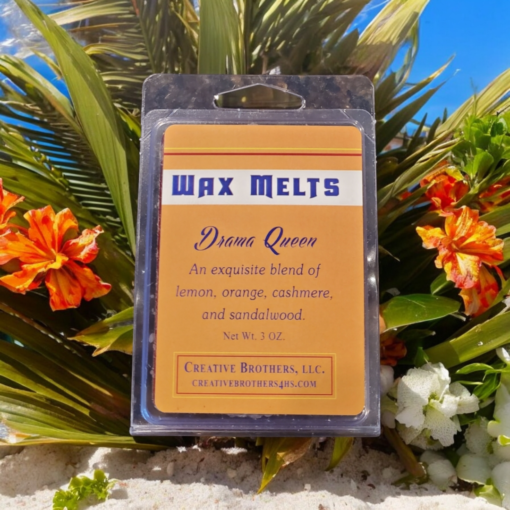 WAX MELTS
Drama Queen
An exquisite blend of
lemon, orange, cashmere,
and sandalwood.
Net Wt. 3 OZ.
CREATIVE BROTHERS, LLC.
CREATIVEBROTHERS4HS.COM